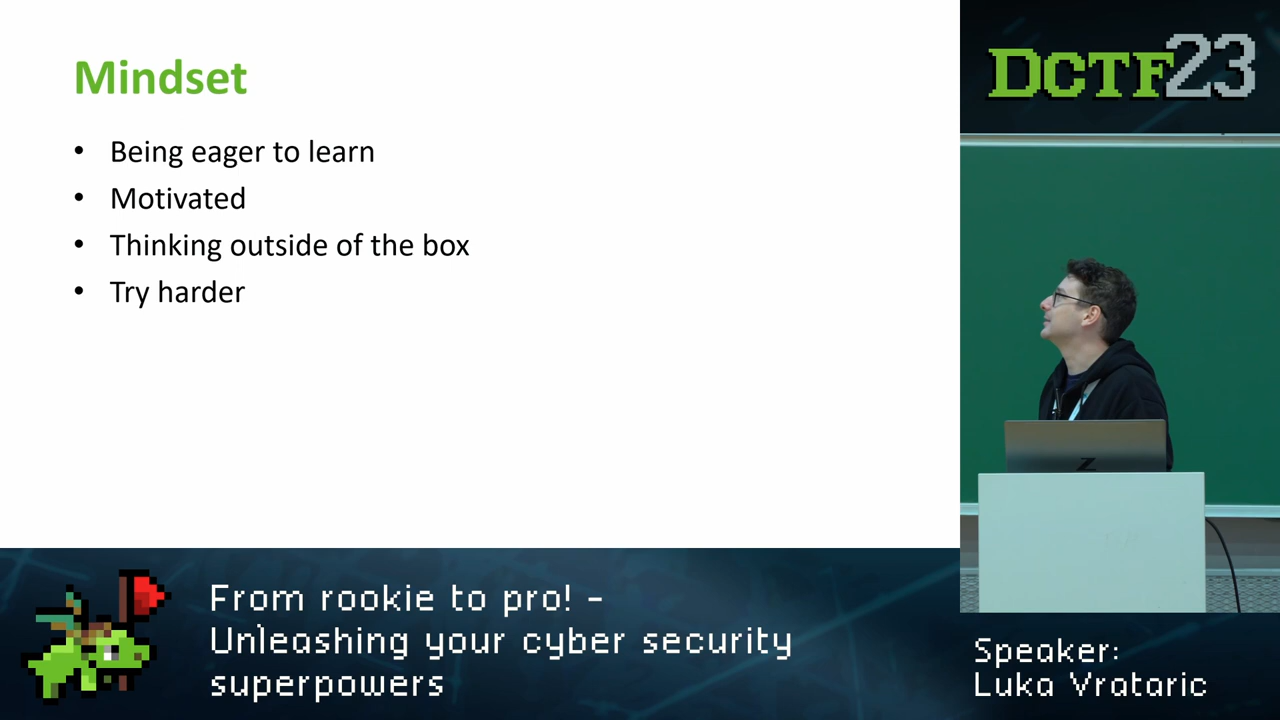 Mindset
• Being eager to learn
• Motivated
• Thinking outside of the box
• Try harder
DCTF23
From rookie to pro! -
Unleashing your cyber security
superpowers
Speaker:
Luka Vrataric